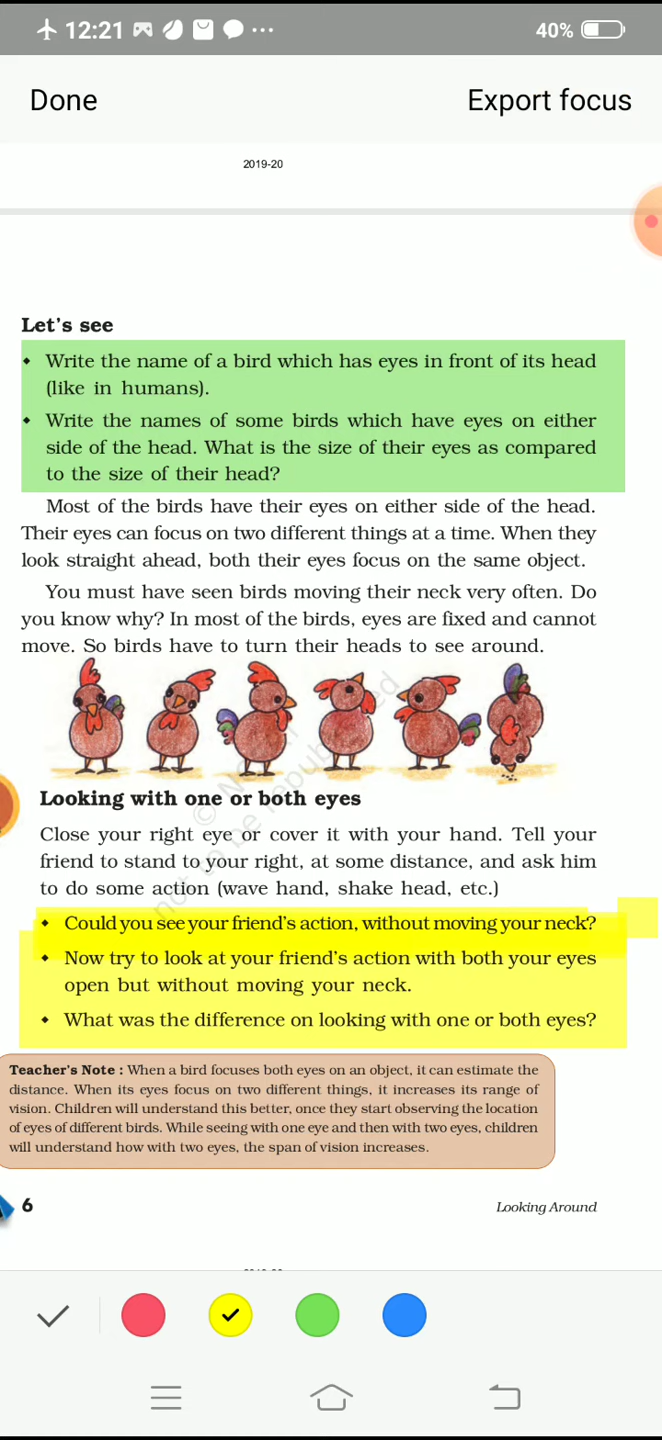 12:21
40%
Done
Export focus
2019-20
Let's see
• Write the name of a bird which has eyes in front of its head
(like in humans).
• Write the names of some birds which have eyes on either
side of the head. What is the size of their eyes as compared
to the size of their head?
Most of the birds have their eyes on either side of the head.
Their eyes can focus on two different things at a time. When they
look straight ahead, both their eyes focus on the same object.
You must have seen birds moving their neck very often. Do
you know why? In most of the birds, eyes are fixed and cannot
move. So birds have to turn their heads to see around.
not to be republished
Looking with one or both eyes
Close your right eye or cover it with your hand. Tell your
friend to stand to your right, at some distance, and ask him
to do some action (wave hand, shake head, etc.)
• Could you see your friend's action, without moving your neck?
• Now try to look at your friend's action with both your eyes
open but without moving your neck.
• What was the difference on looking with one or both eyes?
Teacher's Note : When a bird focuses both eyes on an object, it can estimate the
distance. When its eyes focus on two different things, it increases its range of
vision. Children will understand this better, once they start observing the location
of eyes of different birds. While seeing with one eye and then with two eyes, children
will understand how with two eyes, the span of vision increases.
6
Looking Around